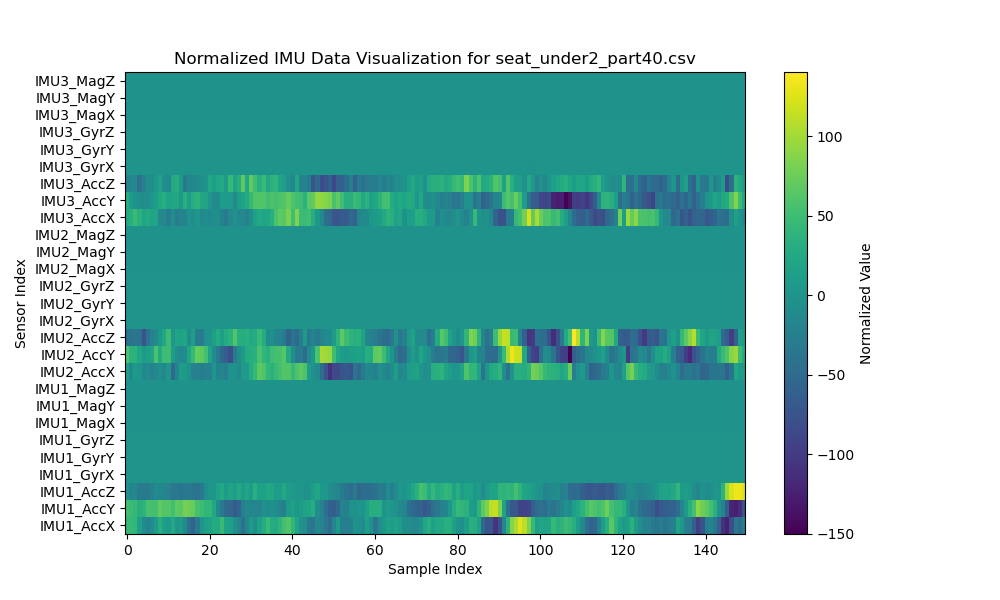 Normalized IMU Data Visualization for seat_under2_part40.csv
IMU3_MagZ
IMU3_MagY
IMU3_MagX
IMU3_GyrZ
IMU3_GyrY
IMU3_GyrX
IMU3_AccZ
IMU3_AccY
IMU3_AccX
IMU2_MagZ
IMU2_MagY
IMU2_MagX
IMU2_GyrZ
IMU2_GyrY
IMU2_GyrX
IMU2_AccZ
IMU2_AccY
IMU2_AccX
IMU1_MagZ
IMU1_MagY
IMU1_MagX
IMU1_GyrZ
IMU1_GyrY
IMU1_GyrX
IMU1_AccZ
IMU1_AccY
IMU1_AccX
Sensor Index
0 20 40 60 80 100 120 140
Sample Index
100
50
0
−50
−100
−150
Normalized Value